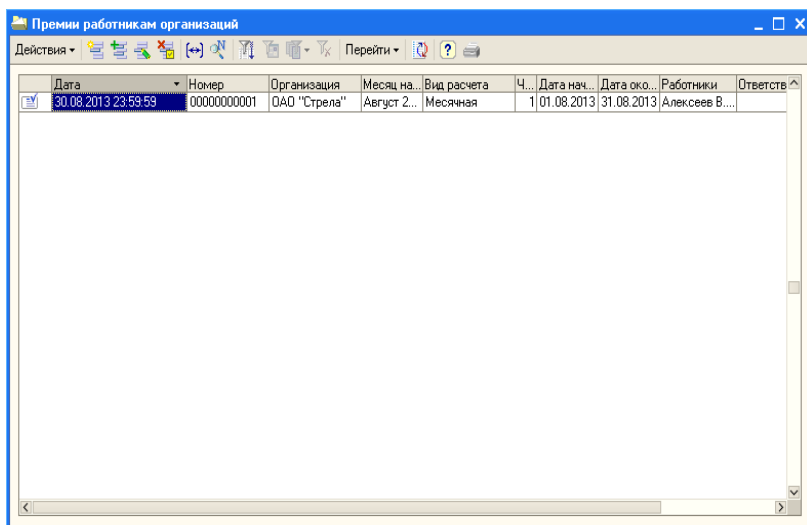 Премии работникам организаций
Действия Перейти
Дата Номер Организация Месяц на... Вид расчета Ч... Дата нач... Дата око... Работники Ответств
30.08.2013 23:59:59 00000000001 ОАО "Стрела" Август 2... Месячная 1 01.08.2013 31.08.2013 Алексеев В....